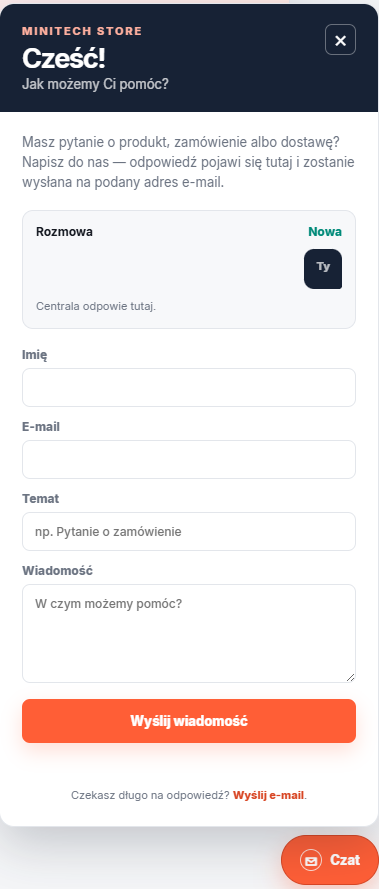 MINITECH STORE
Cześć!
Jak możemy Ci pomóc?
Masz pytanie o produkt, zamówienie albo dostawę?
Napisz do nas — odpowiedź pojawi się tutaj i zostanie
wysłana na podany adres e-mail.
Rozmowa Nowa
Ty
Centrala odpowie tutaj.
Imię
E-mail
Temat
np. Pytanie o zamówienie
Wiadomość
W czym możemy pomóc?
Wyślij wiadomość
Czekasz długo na odpowiedź? Wyślij e-mail.
Czat